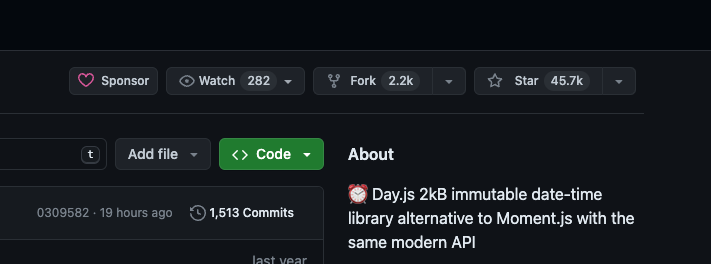 Sponsor Watch 282 Fork 2.2k Star 45.7k
t Add file <> Code About
⏰ Day.js 2kB immutable date-time
library alternative to Moment.js with the
same modern API
0309582 · 19 hours ago 1,513 Commits
last year